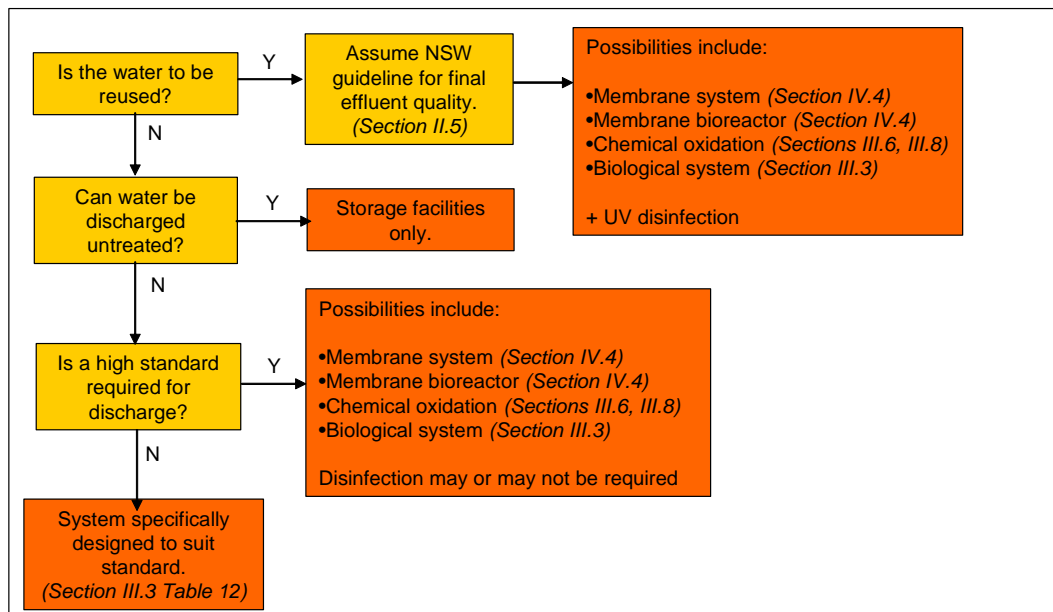 Is the water to be
reused?
Y
Assume NSW
guideline for final
effluent quality.
(Section II.5)
Possibilities include:
•Membrane system (Section IV.4)
•Membrane bioreactor (Section IV.4)
•Chemical oxidation (Sections III.6, III.8)
•Biological system (Section III.3)
+ UV disinfection
N
Can water be
discharged
untreated?
Y
Storage facilities
only.
N
Is a high standard
required for
discharge?
Y
Possibilities include:
•Membrane system (Section IV.4)
•Membrane bioreactor (Section IV.4)
•Chemical oxidation (Sections III.6, III.8)
•Biological system (Section III.3)
Disinfection may or may not be required
N
System specifically
designed to suit
standard.
(Section III.3 Table 12)